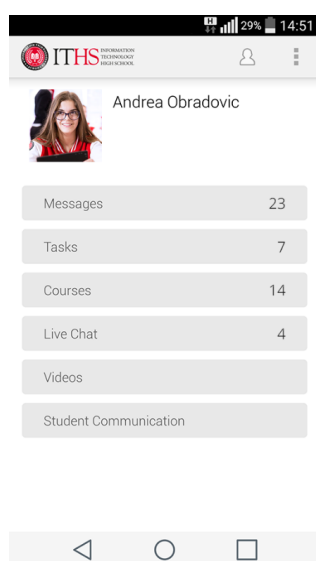 H
29%
14:51
ITHS INFORMATION
TECHNOLOGY
HIGH SCHOOL
Andrea Obradovic
Messages 23
Tasks 7
Courses 14
Live Chat 4
Videos
Student Communication